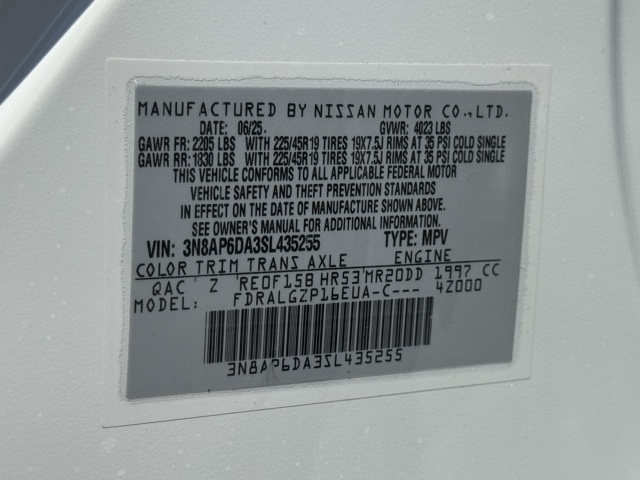 MANUFACTURED BY NISSAN MOTOR CO.,LTD.
DATE: 06/25. GVWR: 4023 LBS
GAWR FR: 2205 LBS WITH 225/45R19 TIRES 19X7.5J RIMS AT 35 PSI COLD SINGLE
GAWR RR: 1830 LBS WITH 225/45R19 TIRES 19X7.5J RIMS AT 35 PSI COLD SINGLE
THIS VEHICLE CONFORMS TO ALL APPLICABLE FEDERAL MOTOR
VEHICLE SAFETY AND THEFT PREVENTION STANDARDS
IN EFFECT ON THE DATE OF MANUFACTURE SHOWN ABOVE.
SEE OWNER'S MANUAL FOR ADDITIONAL INFORMATION.
VIN: 3N8AP6DA3SL435255 TYPE: MPV
COLOR TRIM TRANS AXLE ENGINE
QAC Z RE0F15B HR53 MR20DD 1997 CC
MODEL: FDRALGZP16EUA-C--- 4Z000
3N8AP6DA3SL435255